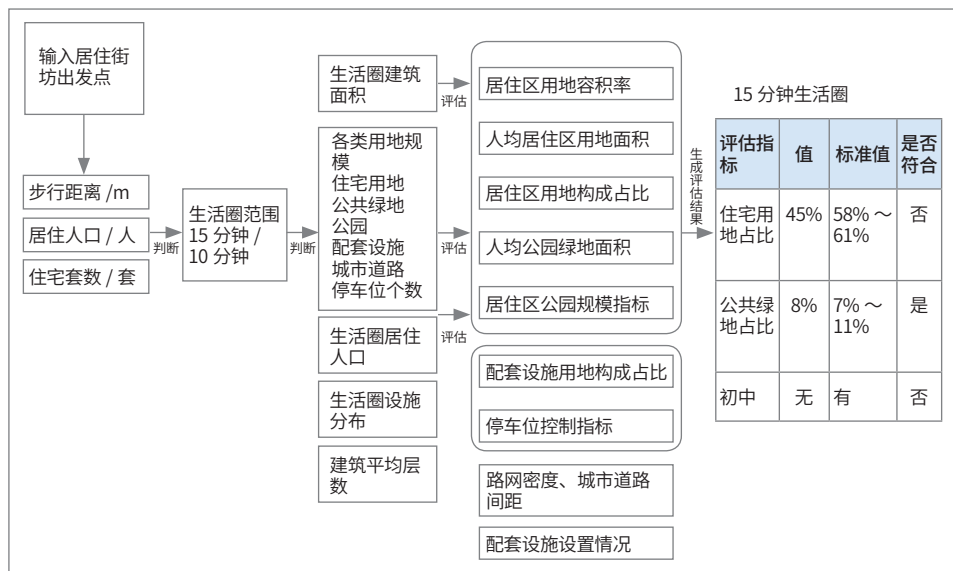 输入居住街
坊出发点
步行距离 /m
居住人口 / 人
住宅套数 / 套
判断
生活圈范围
15 分钟 /
10 分钟
判断
生活圈建筑
面积
各类用地规
模
住宅用地
公共绿地
公园
配套设施
城市道路
停车位个数
生活圈居住
人口
生活圈设施
分布
建筑平均层
数
评估
评估
评估
居住区用地容积率
人均居住区用地面积
居住区用地构成占比
人均公园绿地面积
居住区公园规模指标
配套设施用地构成占比
停车位控制指标
路网密度、城市道路
间距
配套设施设置情况
生成评估结果
15 分钟生活圈
评估指 值 标准值 是否
标 符合
住宅用 45% 58% ～ 否
地占比 61%
公共绿 8% 7% ～ 是
地占比 11%
初中 无 有 否